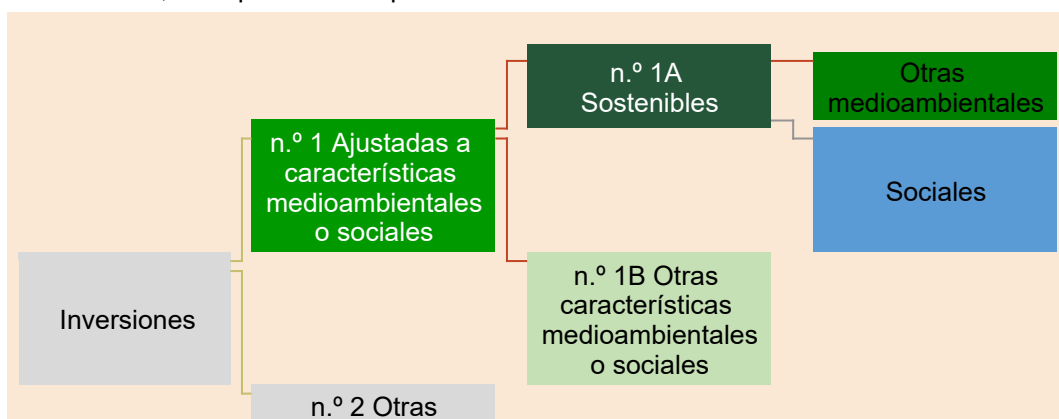 Inversiones
n.º 1 Ajustadas a
características
medioambientales
o sociales
n.º 2 Otras
n.º 1A
Sostenibles
n.º 1B Otras
características
medioambientales
o sociales
Otras
medioambientales
Sociales